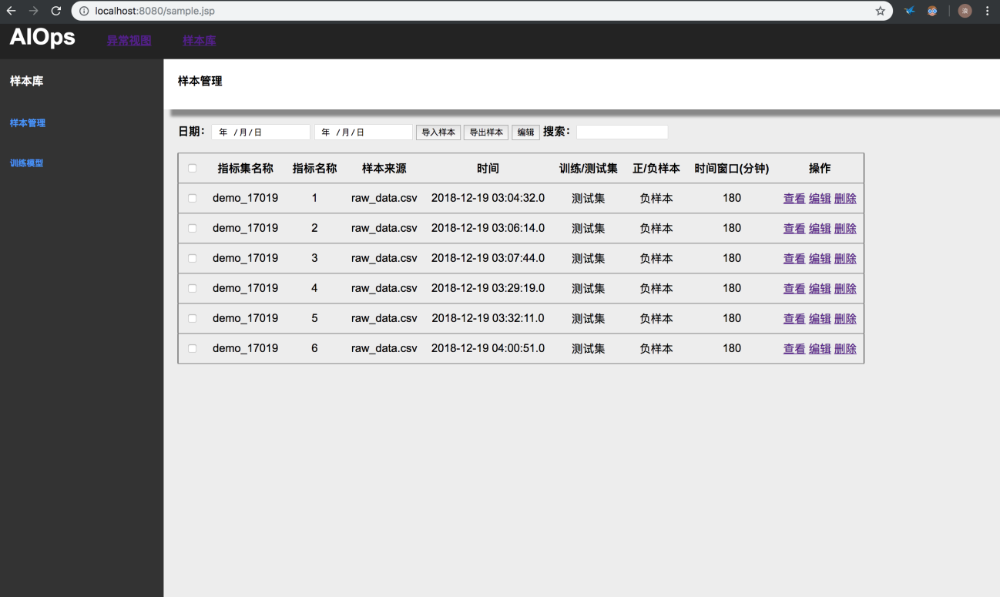 localhost:8080/sample.jsp
浪
AIOps 异常视图 样本库
样本库
样本管理
训练模型
样本管理
日期: 年 /月/日 年 /月/日 导入样本 导出样本 编辑 搜索:
指标集名称 指标名称 样本来源 时间 训练/测试集 正/负样本 时间窗口(分钟) 操作
demo_17019 1 raw_data.csv 2018-12-19 03:04:32.0 测试集 负样本 180 查看 编辑 删除
demo_17019 2 raw_data.csv 2018-12-19 03:06:14.0 测试集 负样本 180 查看 编辑 删除
demo_17019 3 raw_data.csv 2018-12-19 03:07:44.0 测试集 负样本 180 查看 编辑 删除
demo_17019 4 raw_data.csv 2018-12-19 03:29:19.0 测试集 负样本 180 查看 编辑 删除
demo_17019 5 raw_data.csv 2018-12-19 03:32:11.0 测试集 负样本 180 查看 编辑 删除
demo_17019 6 raw_data.csv 2018-12-19 04:00:51.0 测试集 负样本 180 查看 编辑 删除